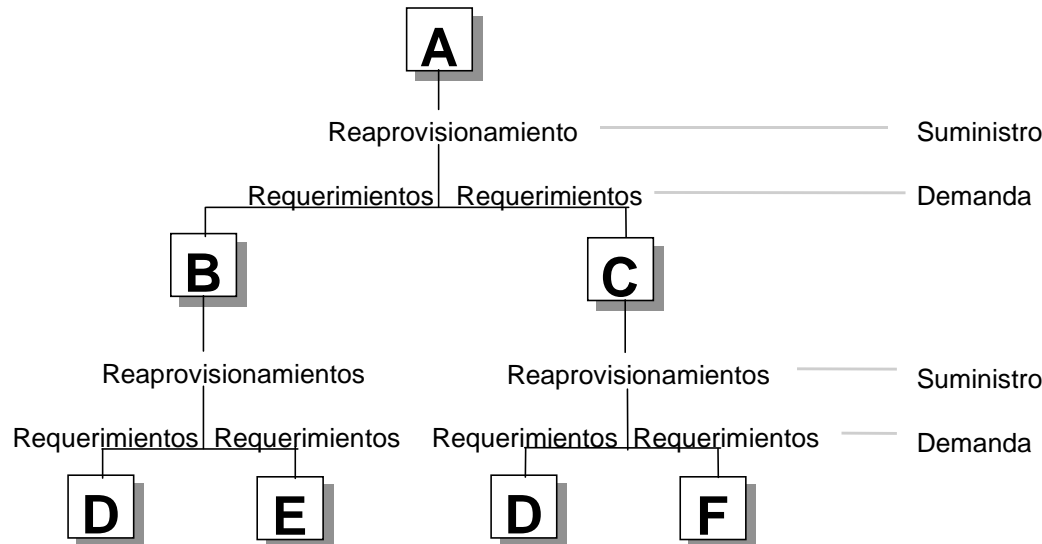 A
Reaprovisionamiento Suministro
Requerimientos Requerimientos Demanda
B C
Reaprovisionamientos Reaprovisionamientos Suministro
Requerimientos Requerimientos Requerimientos Requerimientos Demanda
D E D F